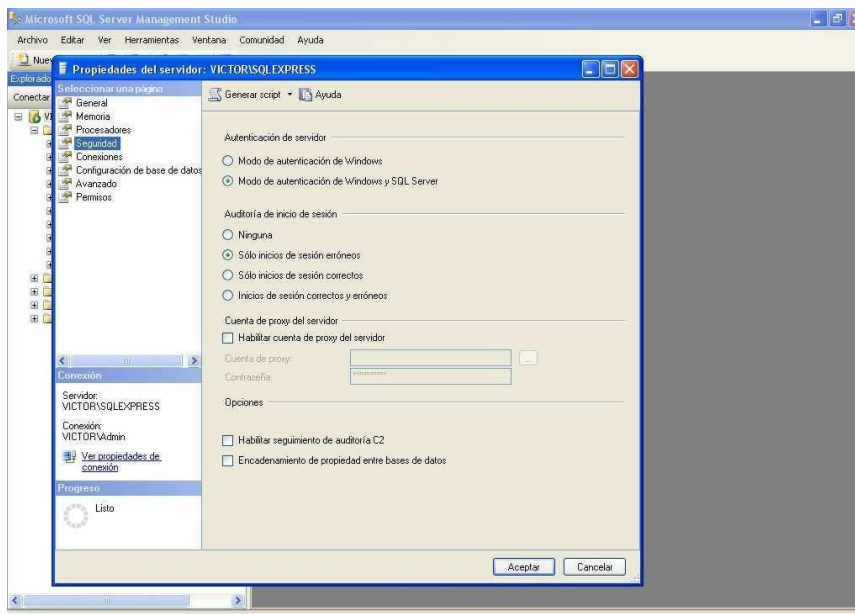 Microsoft SQL Server Management Studio
Archivo Editar Ver Herramientas Ventana Comunidad Ayuda
Propiedades del servidor: VICTOR\SQLEXPRESS
Conectar
Seleccionar una página
General
Memoria
Procesadores
Seguridad
Conexiones
Configuración de base de datos
Avanzado
Permisos
Generar script Ayuda
Autenticación de servidor
Modo de autenticación de Windows
Modo de autenticación de Windows y SQL Server
Auditoría de inicio de sesión
Ninguna
Sólo inicios de sesión erróneos
Sólo inicios de sesión correctos
Inicios de sesión correctos y erróneos
Cuenta de proxy del servidor
Habilitar cuenta de proxy del servidor
Cuenta de proxy:
Contraseña:
Opciones
Habilitar seguimiento de auditoría C2
Encadenamiento de propiedad entre bases de datos
Conexión
Servidor:
VICTOR\SQLEXPRESS
Conexión:
VICTOR\Admin
Ver propiedades de
conexión
Progreso
Listo
Aceptar Cancelar